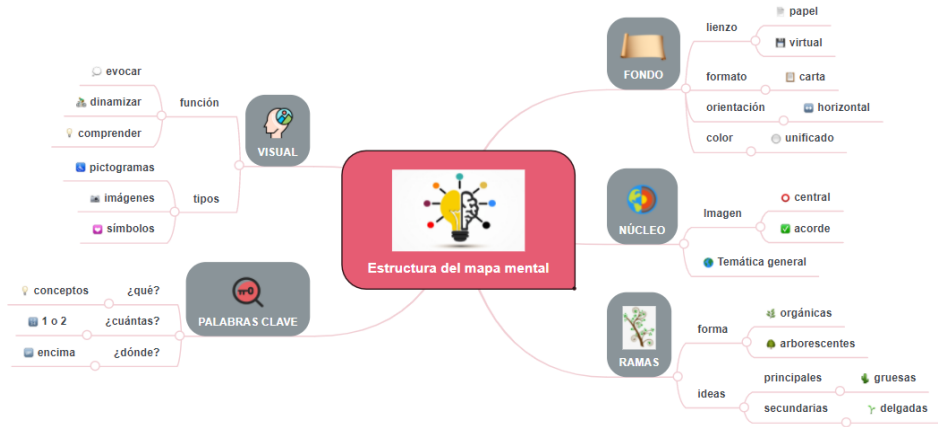 Estructura del mapa mental
FONDO
lienzo
papel
virtual
formato
carta
orientación
horizontal
color
unificado
NÚCLEO
Imagen
central
acorde
Temática general
RAMAS
forma
orgánicas
arborescentes
ideas
principales
gruesas
secundarias
delgadas
VISUAL
función
evocar
dinamizar
comprender
tipos
pictogramas
imágenes
símbolos
PALABRAS CLAVE
¿qué?
conceptos
¿cuántas?
1 o 2
¿dónde?
encima